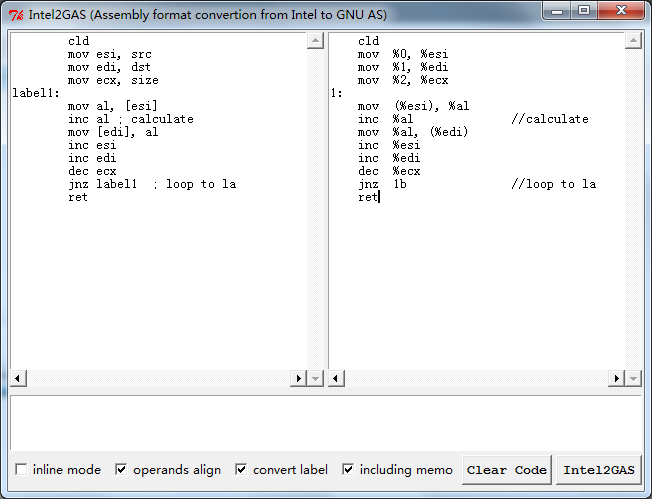 Intel2GAS (Assembly format convertion from Intel to GNU AS)
cld
mov esi, src
mov edi, dst
mov ecx, size
label1:
mov al, [esi]
inc al ; calculate
mov [edi], al
inc esi
inc edi
dec ecx
jnz label1 ; loop to la
ret
cld
mov %0, %esi
mov %1, %edi
mov %2, %ecx
1:
mov (%esi), %al
inc %al //calculate
mov %al, (%edi)
inc %esi
inc %edi
dec %ecx
jnz 1b //loop to la
ret
inline mode operands align convert label including memo Clear Code Intel2GAS